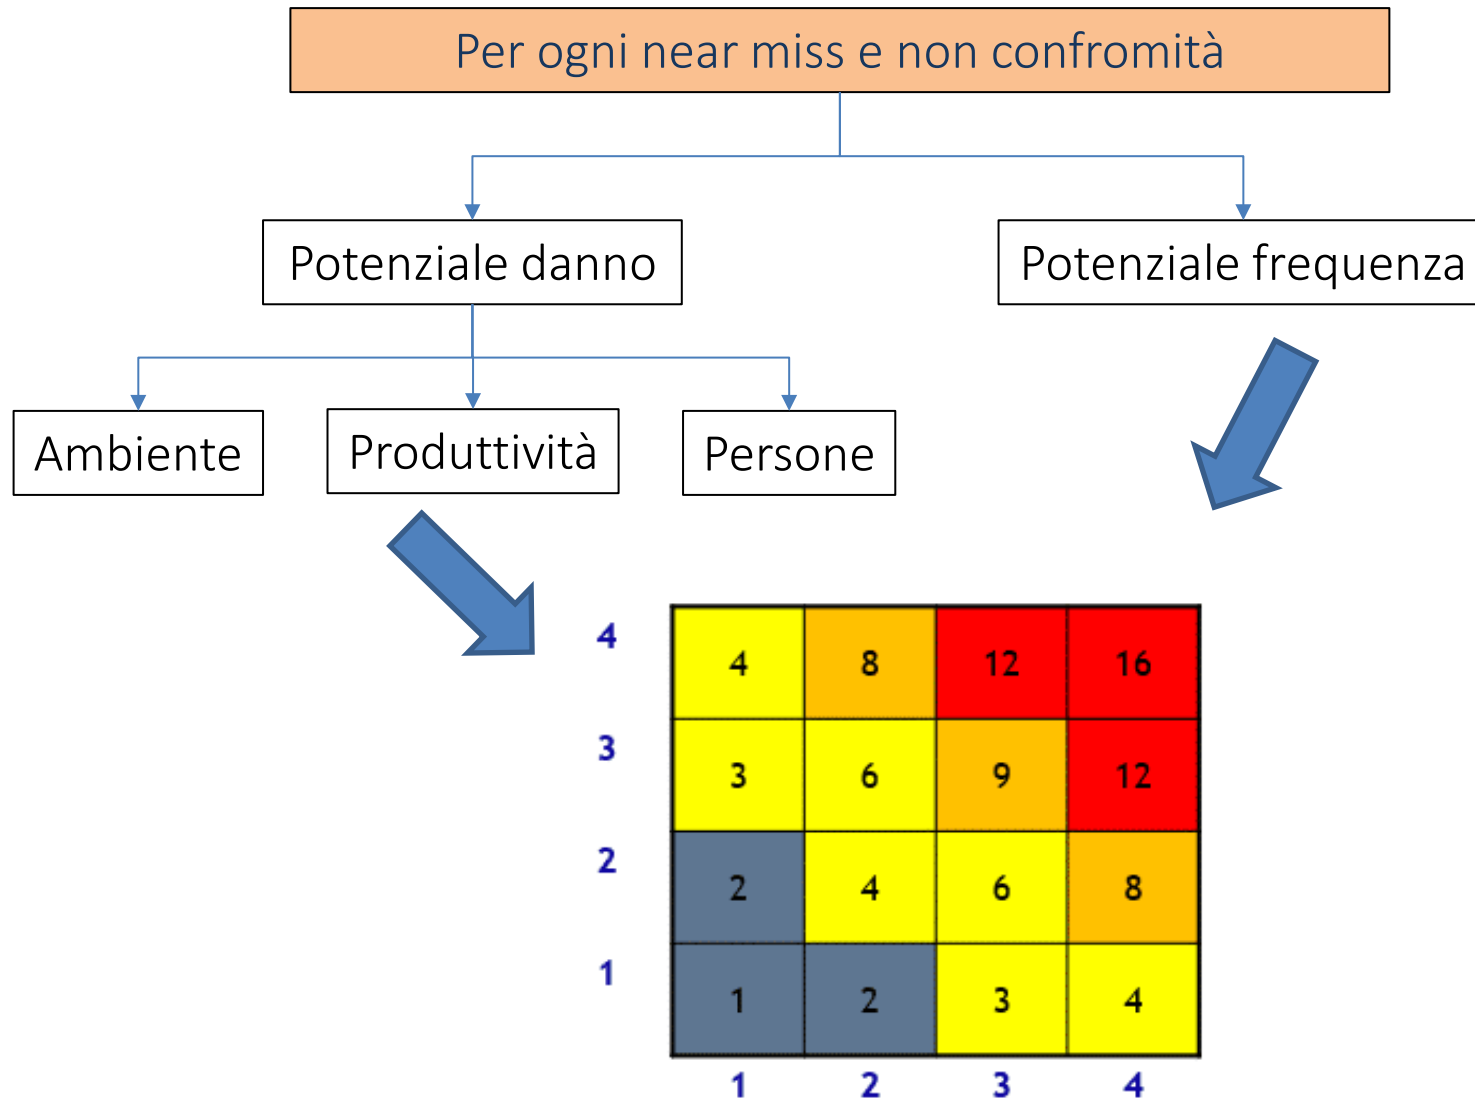 Per ogni near miss e non confromità
Potenziale danno
Potenziale frequenza
Ambiente
Produttività
Persone
4 4 8 12 16
3 3 6 9 12
2 2 4 6 8
1 1 2 3 4
1 2 3 4